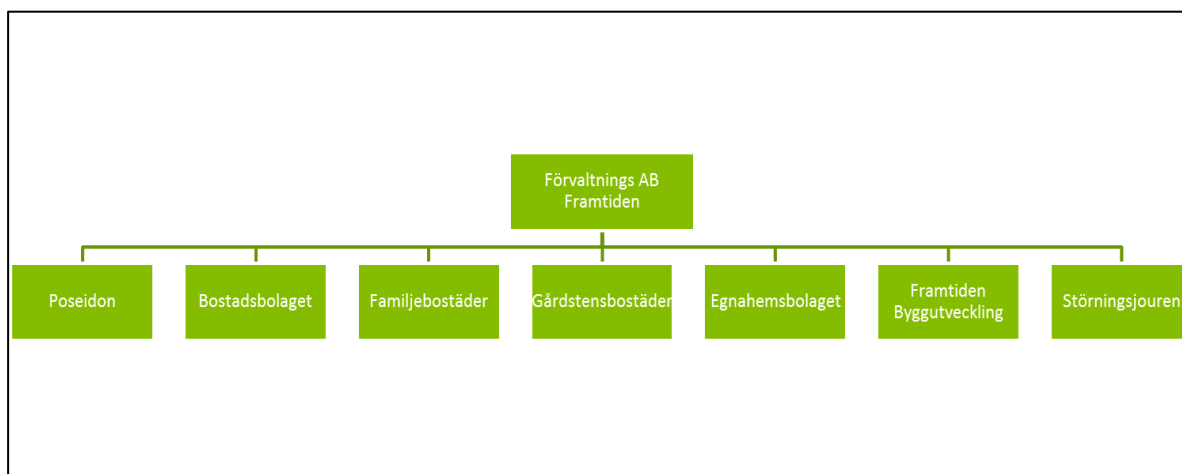 Förvaltnings AB
Framtiden
Poseidon
Bostadsbolaget
Familjebostäder
Gårdstensbostäder
Egnahemsbolaget
Framtiden
Byggutveckling
Störningsjouren